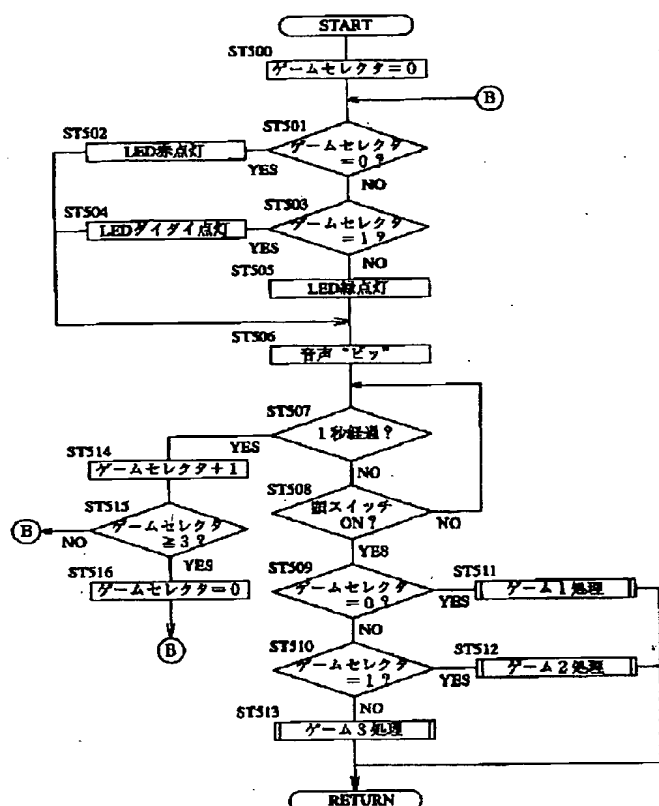 START
ST500
ゲームセレクタ=0
B
ST501
ゲームセレクタ
=0?
YES
NO
ST502
LED赤点灯
ST503
ゲームセレクタ
=1?
YES
NO
ST504
LEDダイダイ点灯
ST505
LED緑点灯
ST506
音声"ピッ"
ST507
1秒経過?
YES
NO
ST514
ゲームセレクタ+1
ST508
頭スイッチ
ON?
NO
YES
ST515
ゲームセレクタ
≧3?
B
NO
YES
ST509
ゲームセレクタ
=0?
YES
NO
ST511
ゲーム1処理
ST516
ゲームセレクタ=0
B
ST510
ゲームセレクタ
=1?
YES
NO
ST512
ゲーム2処理
ST513
ゲーム3処理
RETURN